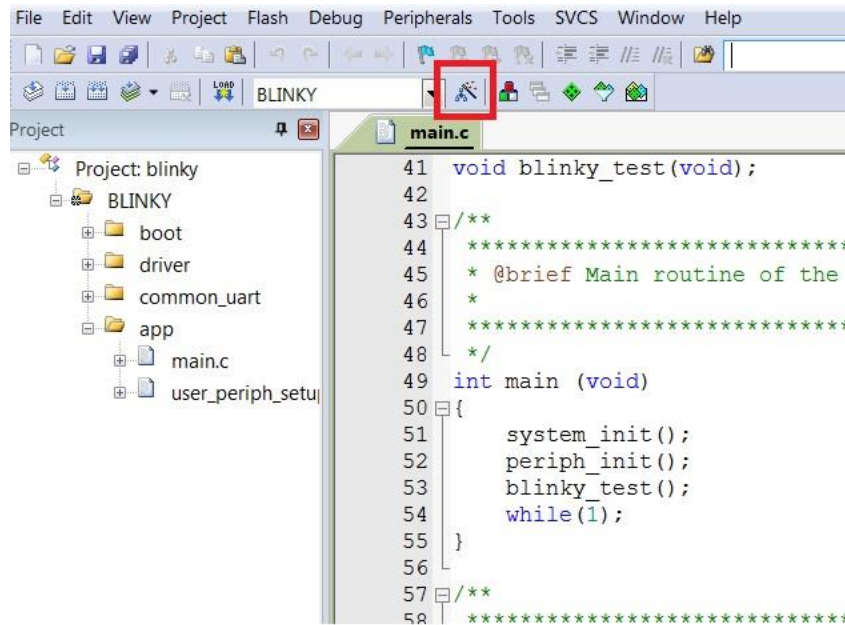 File Edit View Project Flash Debug Peripherals Tools SVCS Window Help
LOAD
BLINKY
Project
main.c
Project: blinky
BLINKY
boot
driver
common_uart
app
main.c
user_periph_setu
41 void blinky_test(void);
42
43 /**
44 *****************************
45 * @brief Main routine of the
46 *
47 *****************************
48 */
49 int main (void)
50 {
51 system_init();
52 periph_init();
53 blinky_test();
54 while(1);
55 }
56
57 /**
58 *****************************